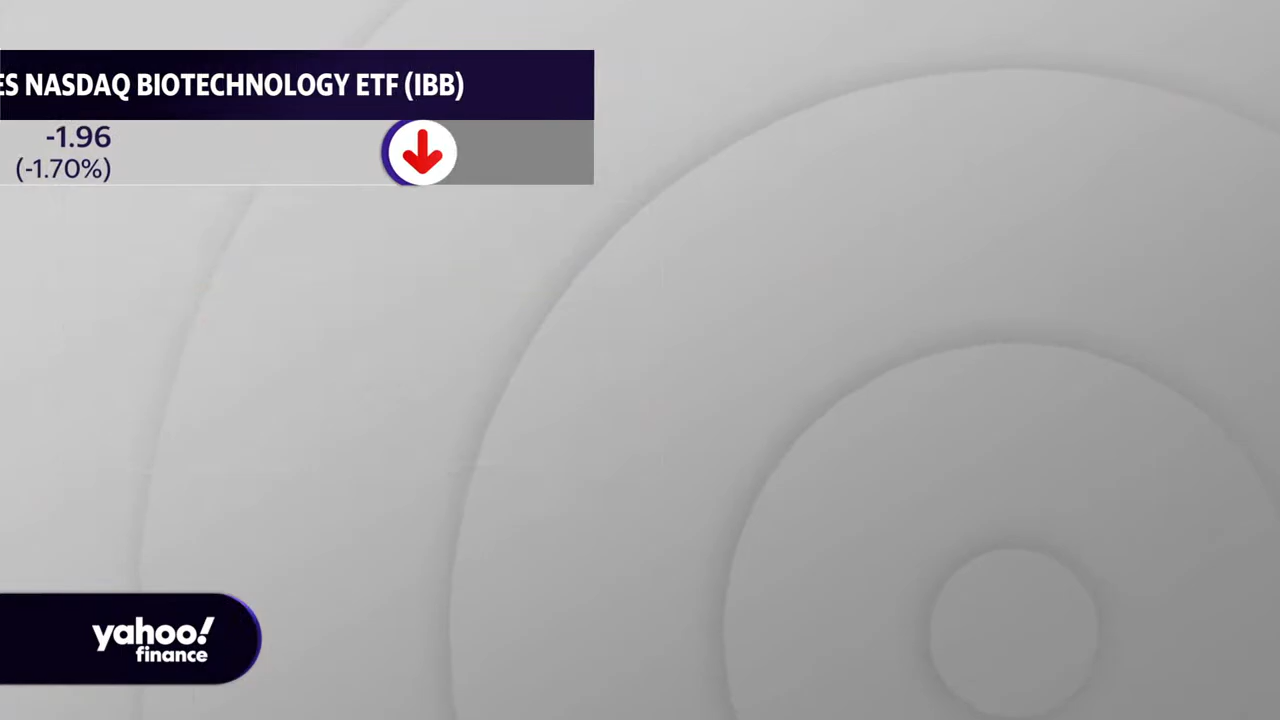 ES NASDAQ BIOTECHNOLOGY ETF (IBB)
-1.96
(-1.70%)
yahoo!
finance